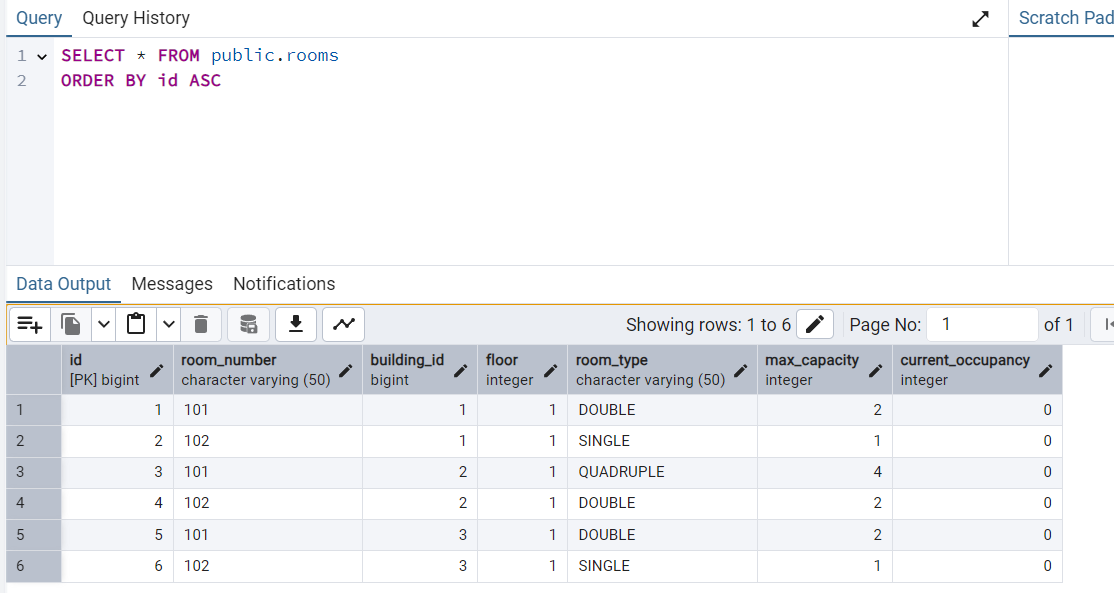 Query Query History Scratch Pad
1 SELECT * FROM public.rooms
2 ORDER BY id ASC
Data Output Messages Notifications
Showing rows: 1 to 6 Page No: 1 of 1
id room_number building_id floor room_type max_capacity current_occupancy
[PK] bigint character varying (50) bigint integer character varying (50) integer integer
1 1 101 1 1 DOUBLE 2 0
2 2 102 1 1 SINGLE 1 0
3 3 101 2 1 QUADRUPLE 4 0
4 4 102 2 1 DOUBLE 2 0
5 5 101 3 1 DOUBLE 2 0
6 6 102 3 1 SINGLE 1 0